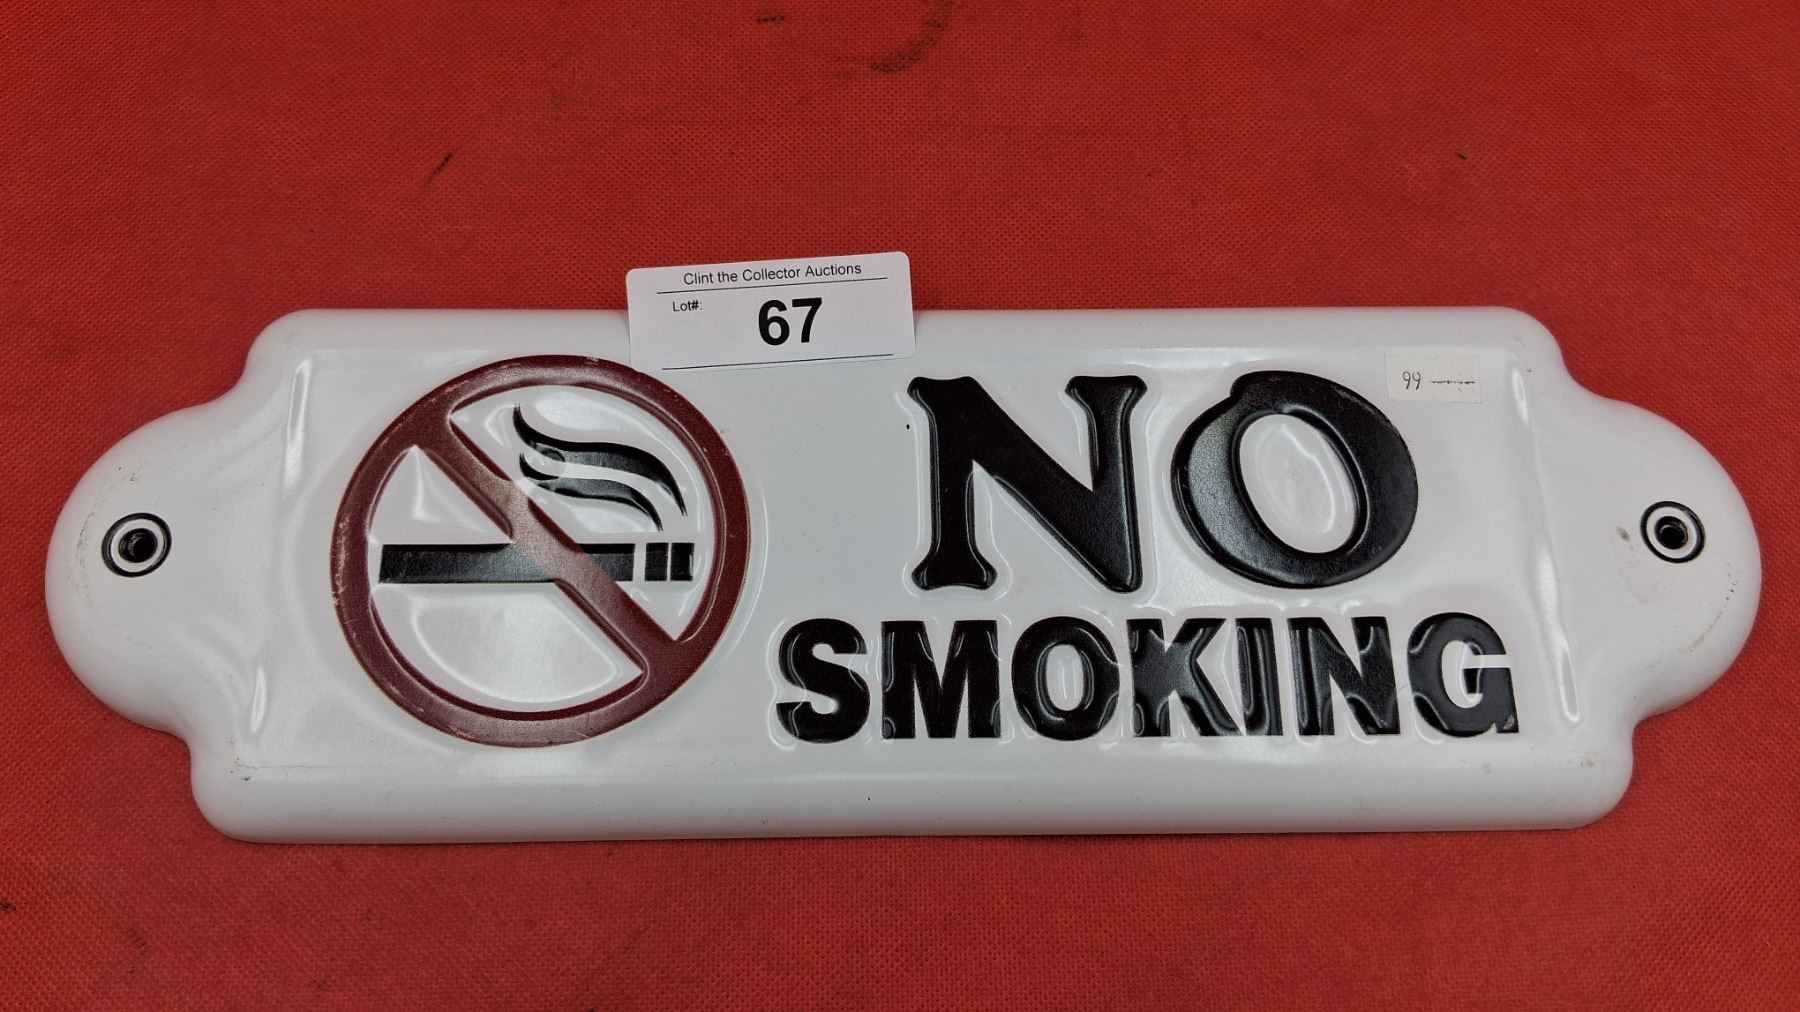 Clint the Collector Auctions
Lot#: 67
99
NO
SMOKING